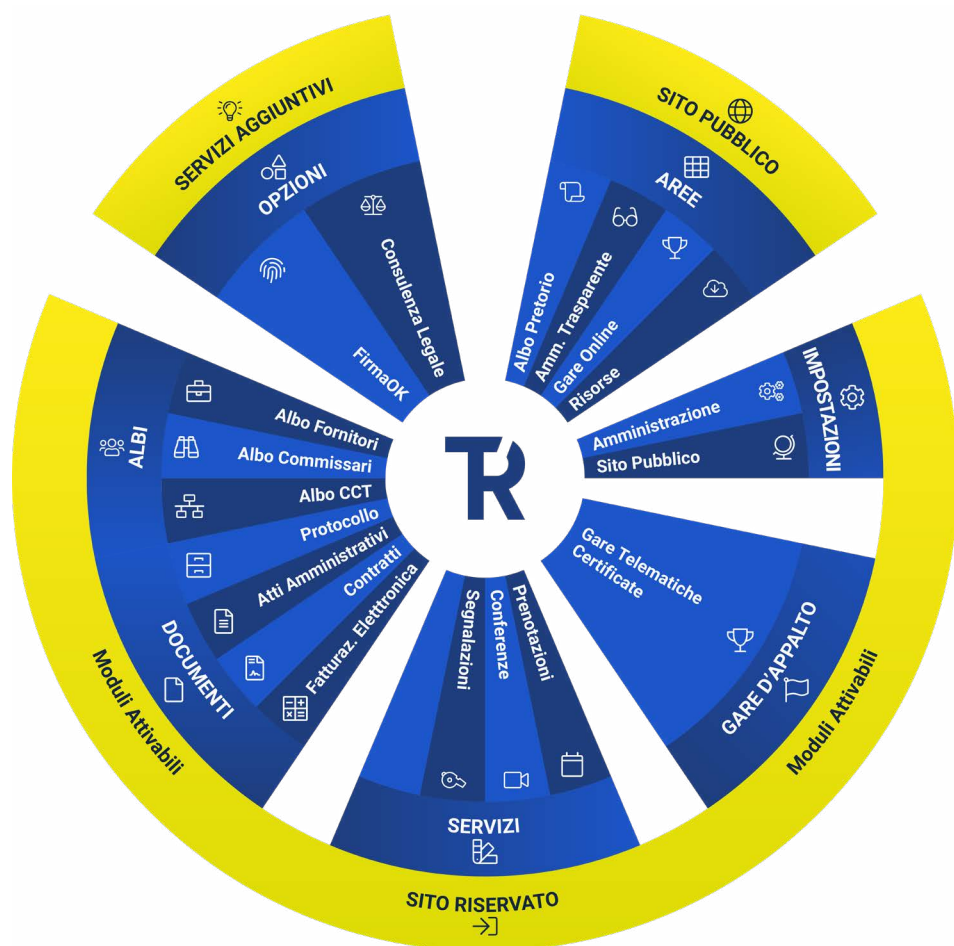 SERVIZI AGGIUNTIVI
OPZIONI
FirmaOK
Consulenza Legale
SITO PUBBLICO
AREE
Albo Pretorio
Amm. Trasparente
Gare Online
Risorse
IMPOSTAZIONI
Amministrazione
Sito Pubblico
TR
Gare Telematiche
Certificate
GARE D'APPALTO
Moduli Attivabili
Prenotazioni
Conferenze
Segnalazioni
SERVIZI
SITO RISERVATO
ALBI
Albo Fornitori
Albo Commissari
Albo CCT
Protocollo
Atti Amministrativi
Contratti
Fatturaz. Eletttronica
DOCUMENTI
Moduli Attivabili